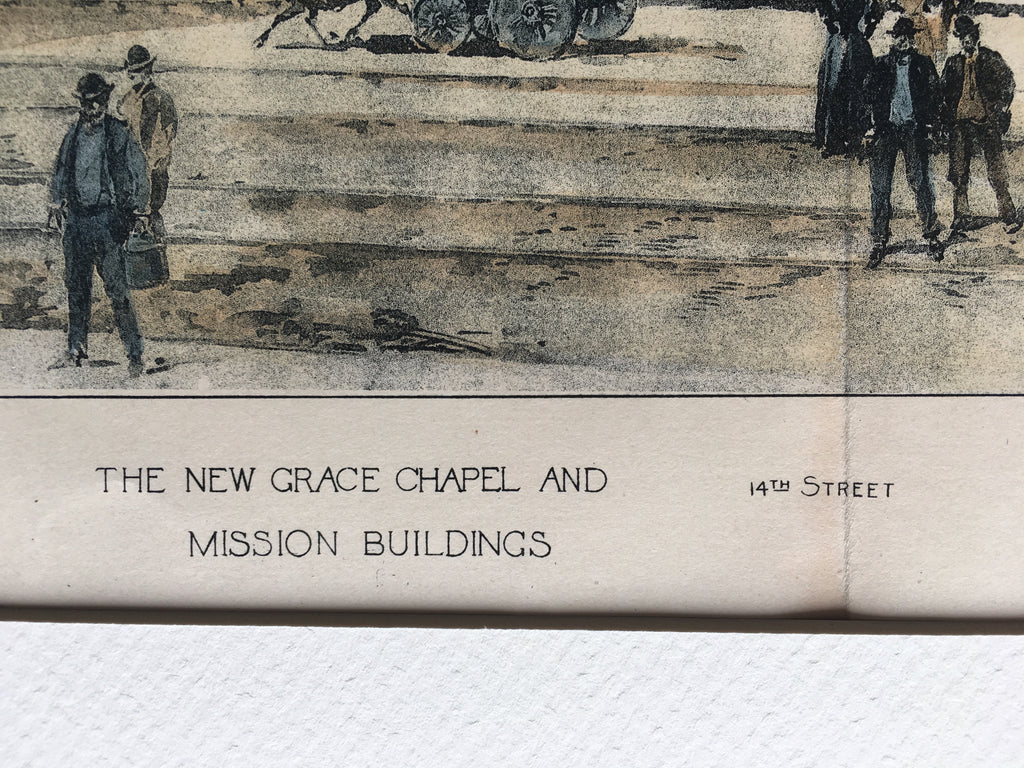 THE NEW GRACE CHAPEL AND
MISSION BUILDINGS
14TH STREET